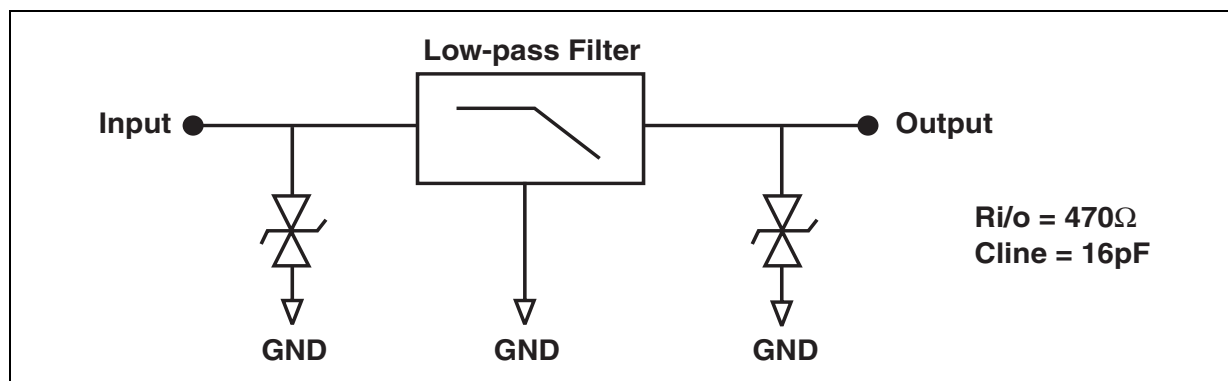 Low-pass Filter
Input
Output
Ri/o = 470Ω
Cline = 16pF
GND
GND
GND